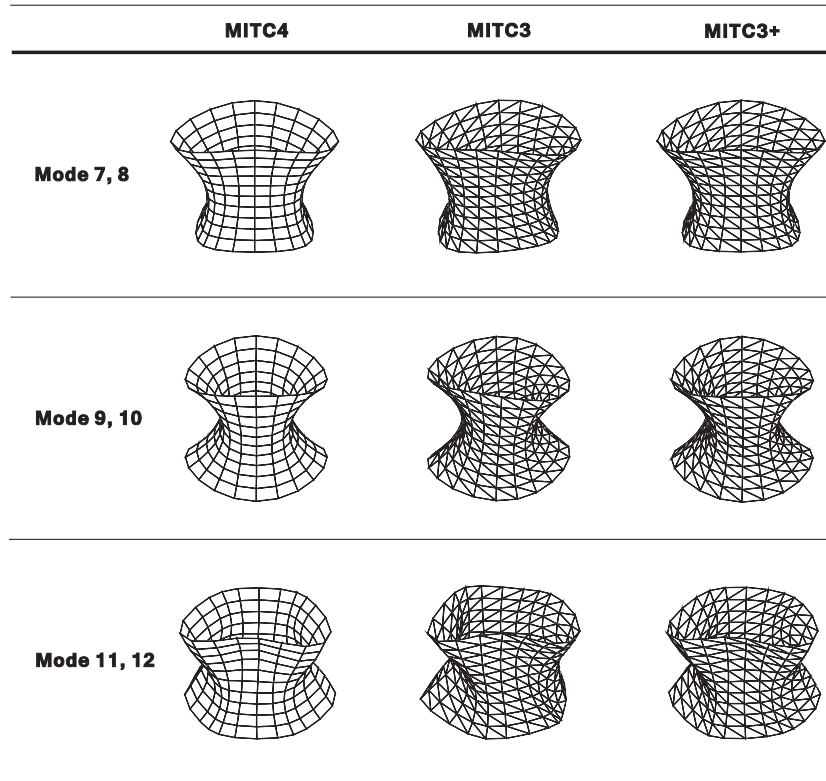 MITC4 MITC3 MITC3+
Mode 7, 8
Mode 9, 10
Mode 11, 12